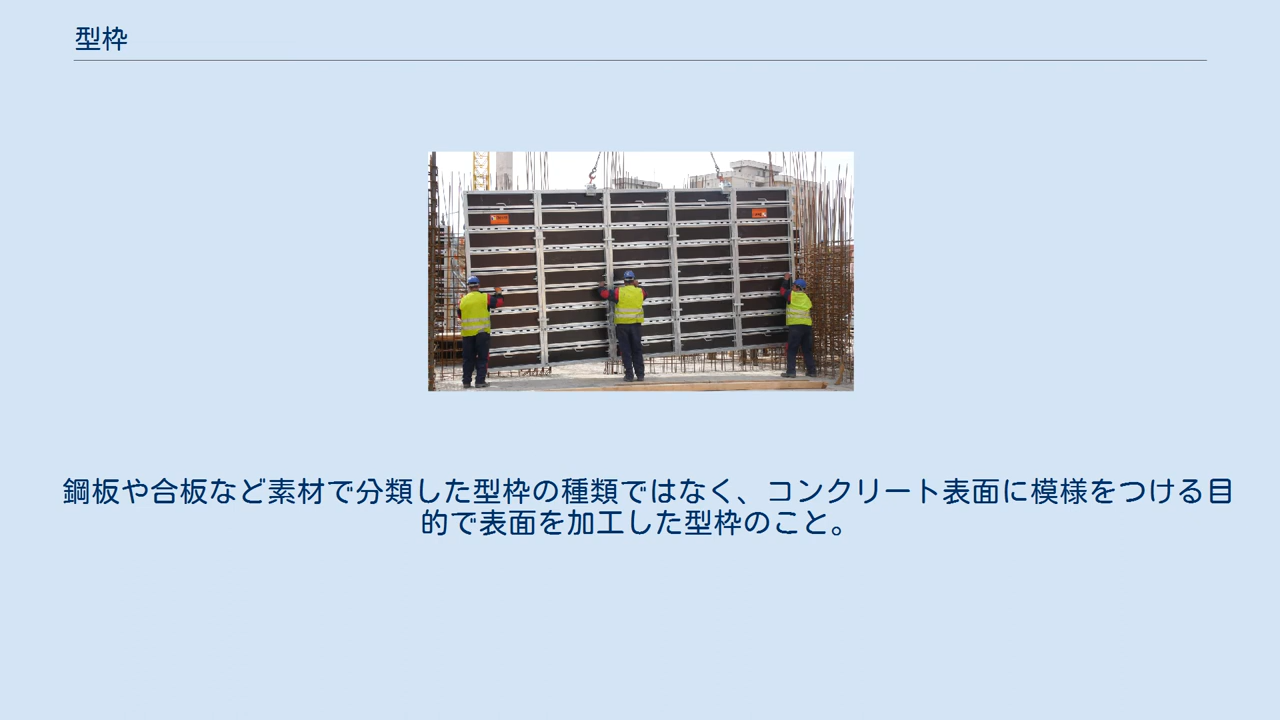 型枠
鋼板や合板など素材で分類した型枠の種類ではなく、コンクリート表面に模様をつける目
的で表面を加工した型枠のこと。